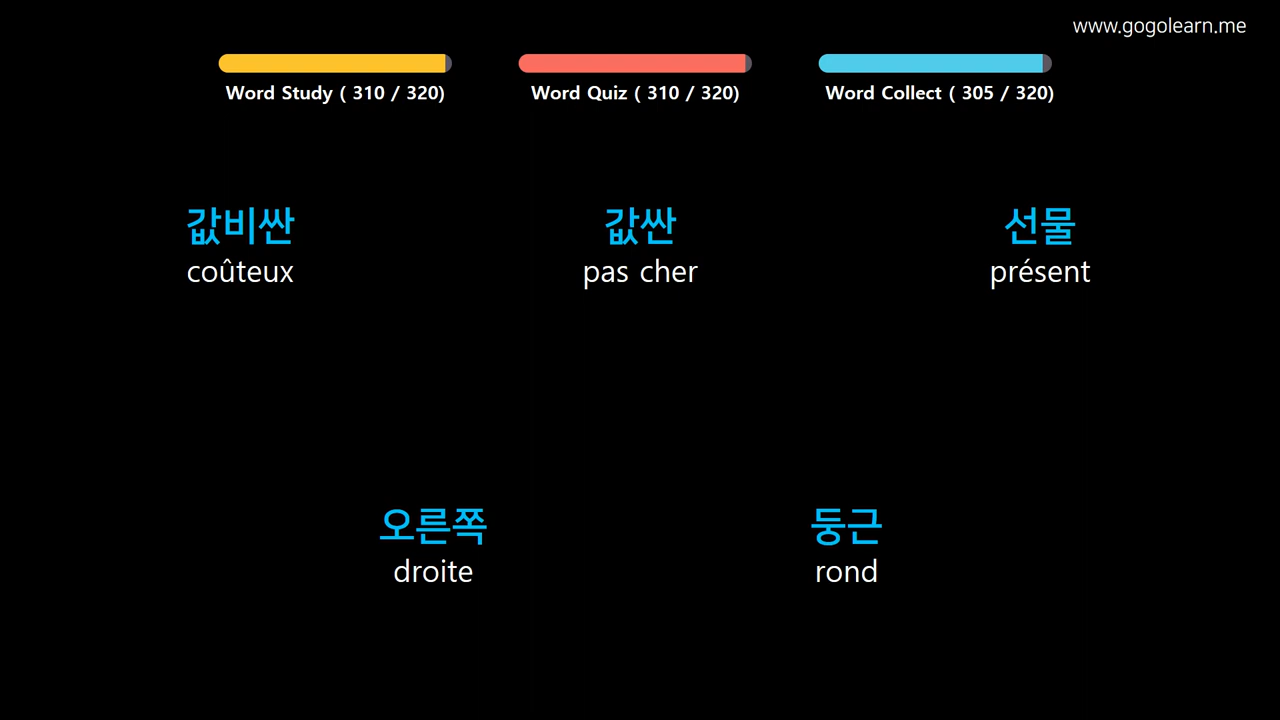 www.gogolearn.me
Word Study ( 310 / 320)
Word Quiz ( 310 / 320)
Word Collect ( 305 / 320)
값비싼
coûteux
값싼
pas cher
선물
présent
오른쪽
droite
둥근
rond